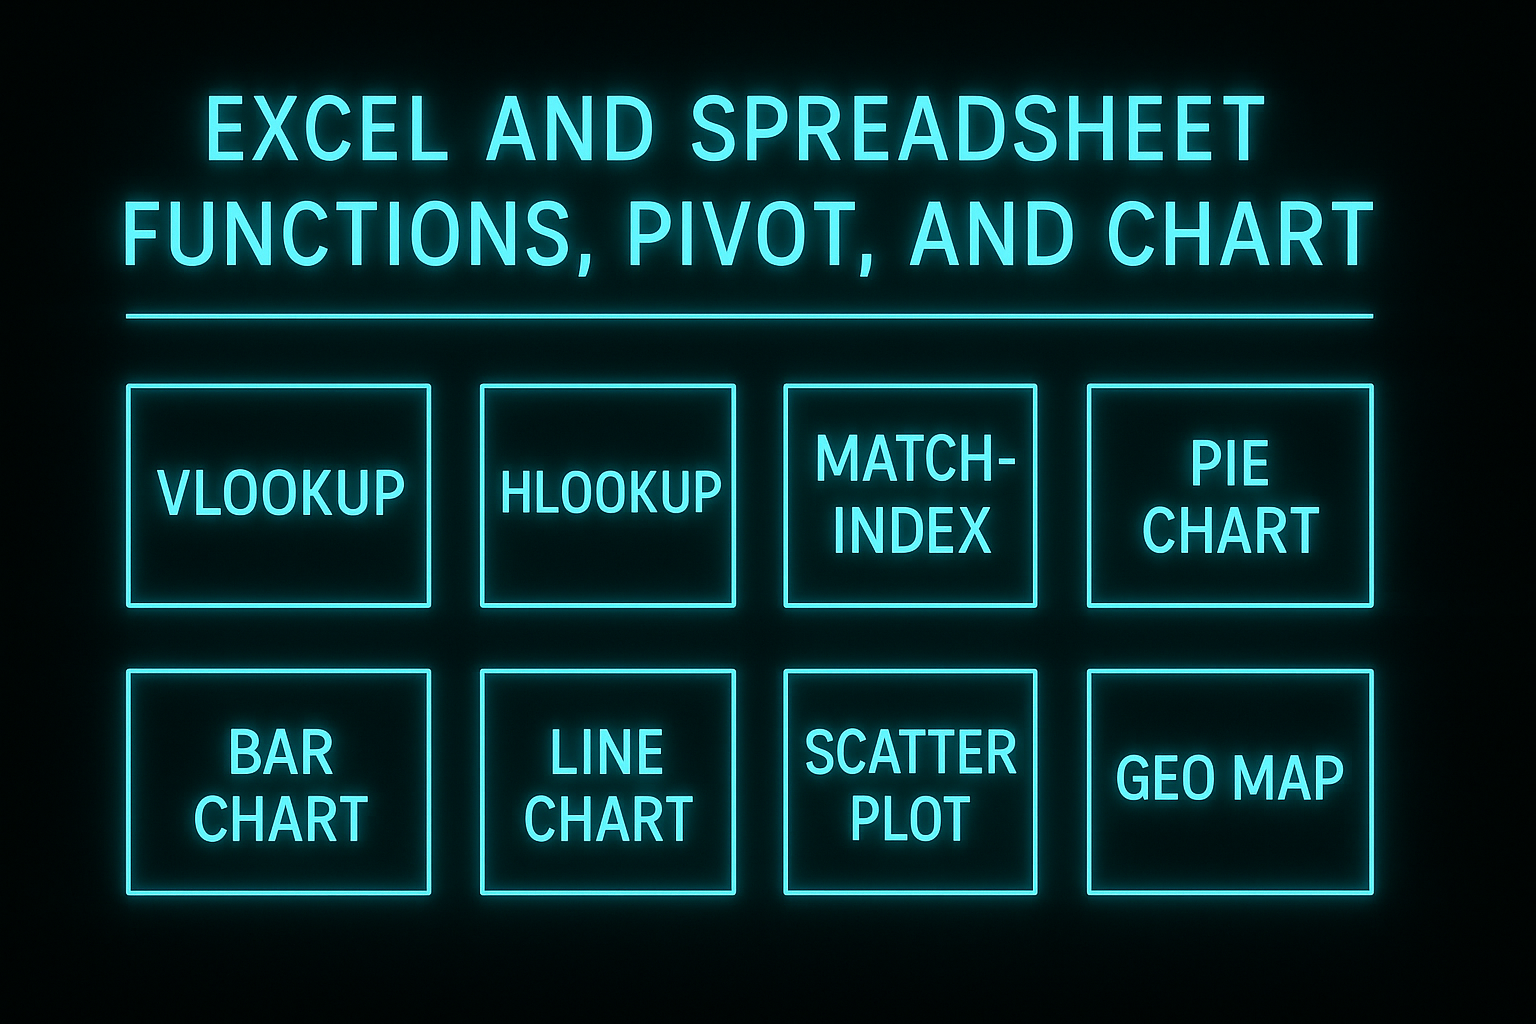 EXCEL AND SPREADSHEET
FUNCTIONS, PIVOT, AND CHART
VLOOKUP
HLOOKUP
MATCH-
INDEX
PIE
CHART
BAR
CHART
LINE
CHART
SCATTER
PLOT
GEO MAP